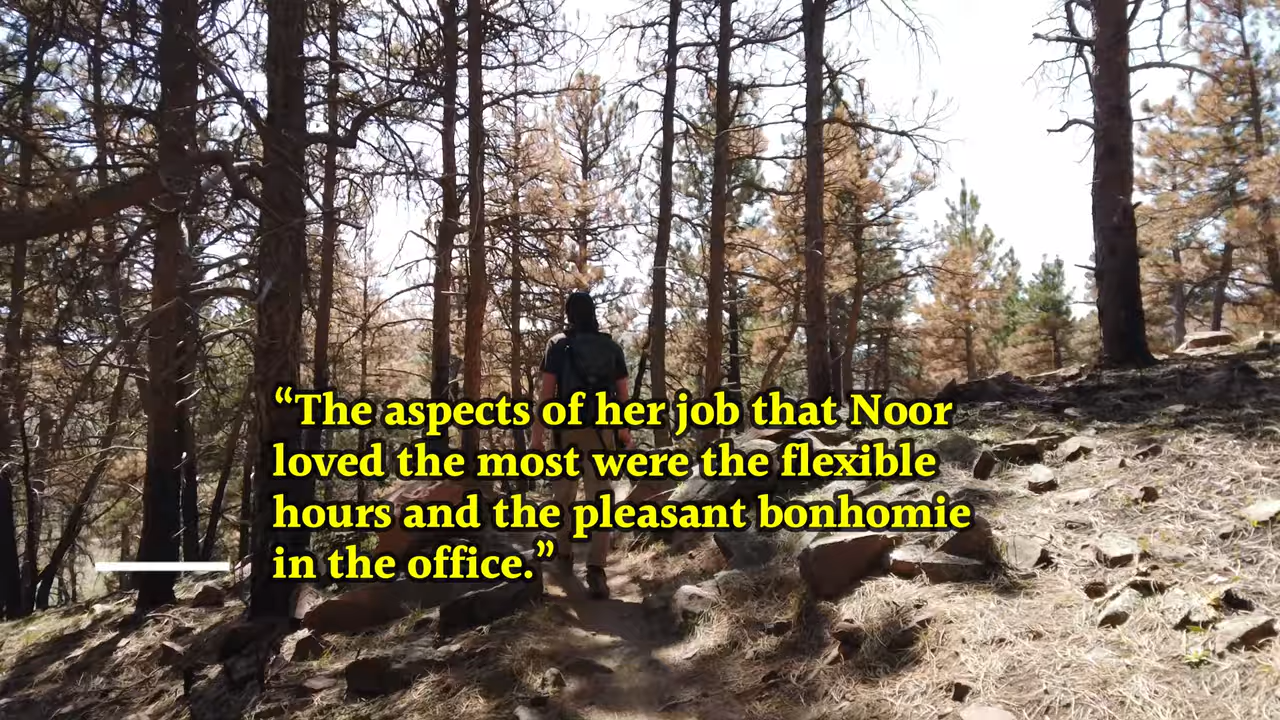 “The aspects of her job that Noor
loved the most were the flexible
hours and the pleasant bonhomie
in the office.”